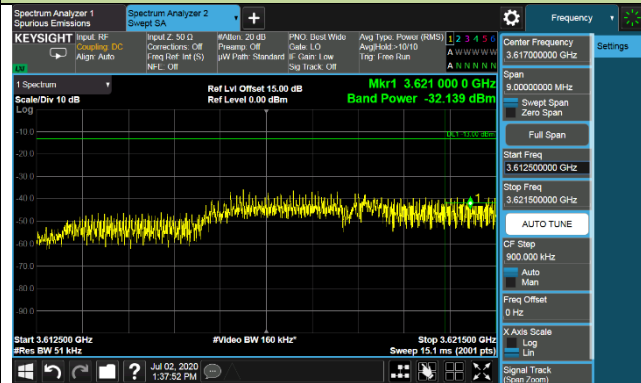 Spectrum Analyzer 1
Spurious Emissions
Spectrum Analyzer 2
Swept SA
+
Frequency
KEYSIGHT
Input: RF
Coupling: DC
Align: Auto
Input Z: 50 Ω
Corrections: Off
Freq Ref: Int (S)
NFE: Off
#Atten: 20 dB
Preamp: Off
µW Path: Standard
PNO: Best Wide
Gate: LO
IF Gain: Low
Sig Track: Off
Avg Type: Power (RMS)
Avg|Hold:>10/10
Trig: Free Run
1 2 3 4 5 6
A W W W W W
A N N N N N
LM
1 Spectrum
Scale/Div 10 dB
Log
Ref Lvl Offset 15.00 dB
Ref Level 0.00 dBm
Mkr1 3.621 000 0 GHz
Band Power -32.139 dBm
DL1 -13.00 dBm
1
-10.0
-20.0
-30.0
-40.0
-50.0
-60.0
-70.0
-80.0
-90.0
Start 3.612500 GHz
#Res BW 51 kHz
#Video BW 160 kHz*
Stop 3.621500 GHz
Sweep 15.1 ms (2001 pts)
?
Jul 02, 2020
1:37:52 PM
Center Frequency
3.617000000 GHz
Span
9.00000000 MHz
Swept Span
Zero Span
Full Span
Start Freq
3.612500000 GHz
Stop Freq
3.621500000 GHz
AUTO TUNE
CF Step
900.000 kHz
Auto
Man
Freq Offset
0 Hz
X Axis Scale
Log
Lin
Signal Track
(Span Zoom)
Settings